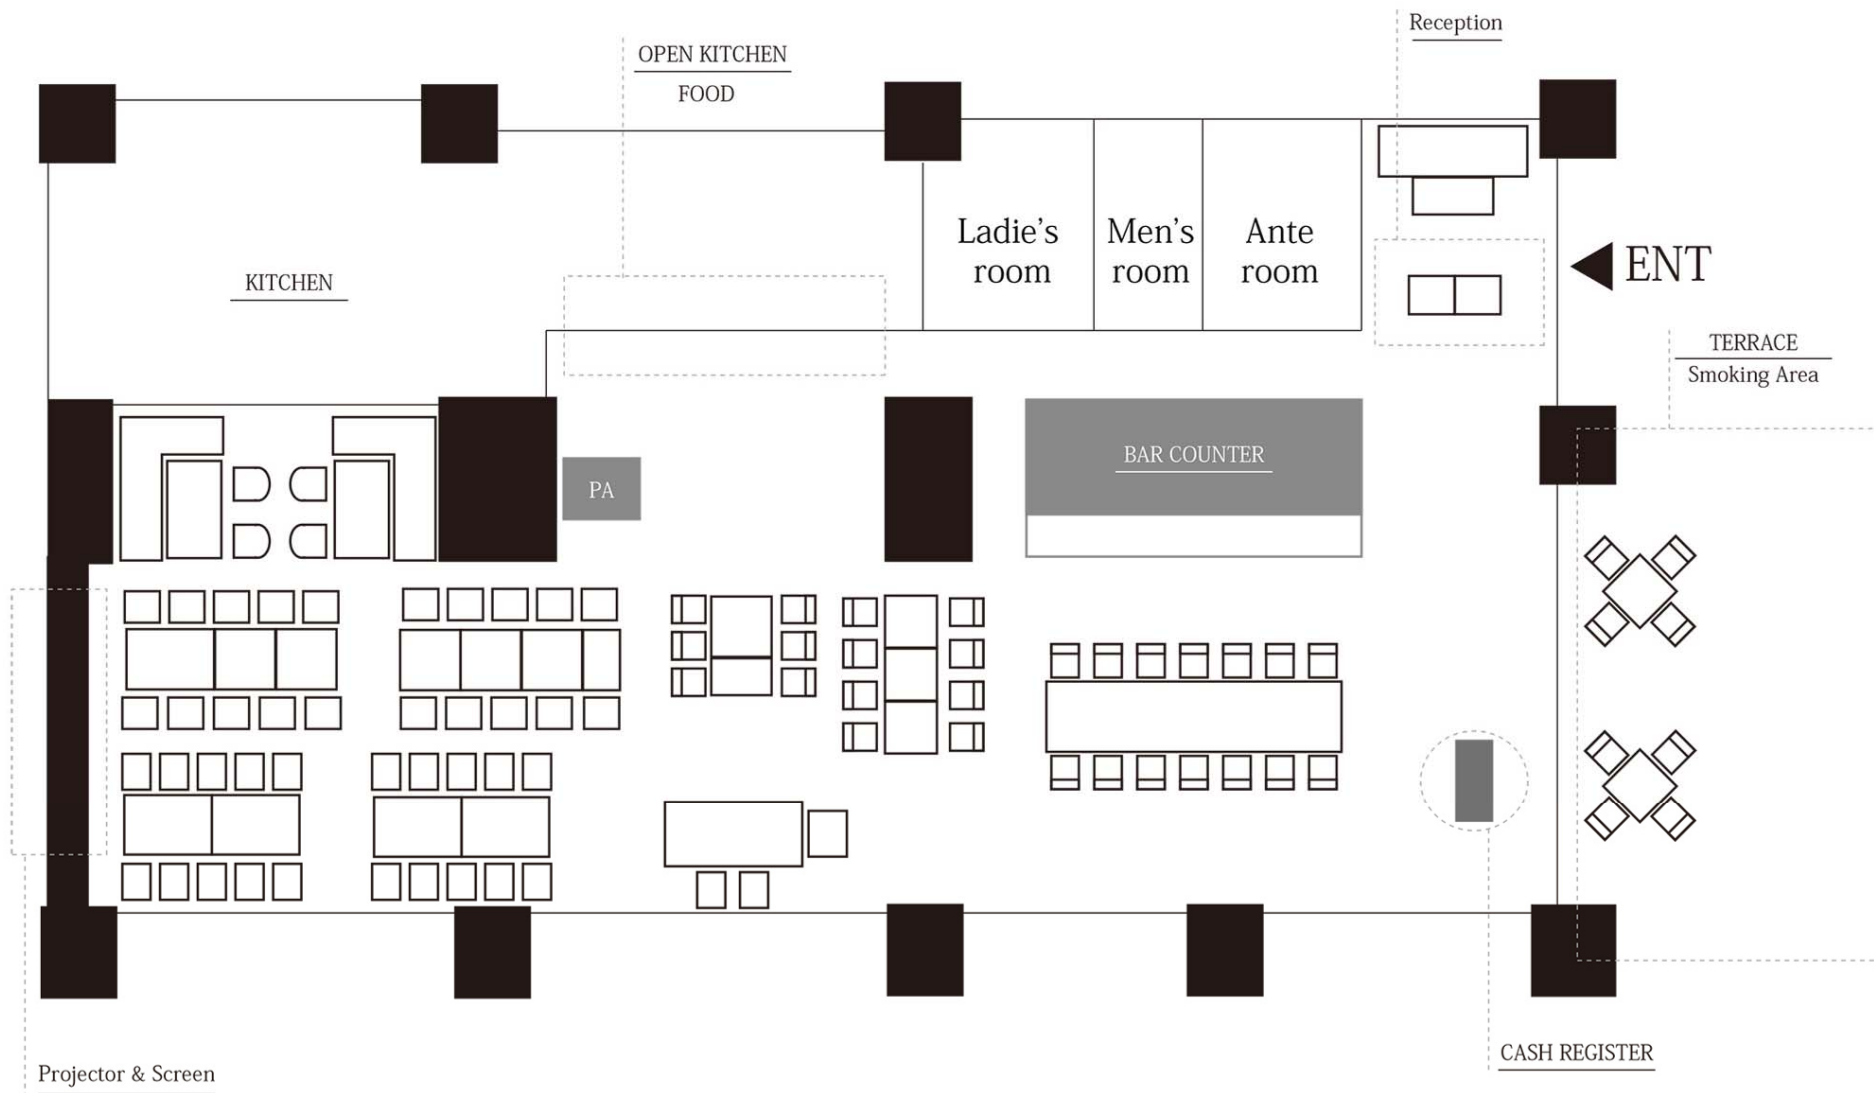 Reception
OPEN KITCHEN
FOOD
Ladie's
room
Men's
room
Ante
room
ENT
KITCHEN
TERRACE
Smoking Area
BAR COUNTER
PA
CASH REGISTER
Projector & Screen